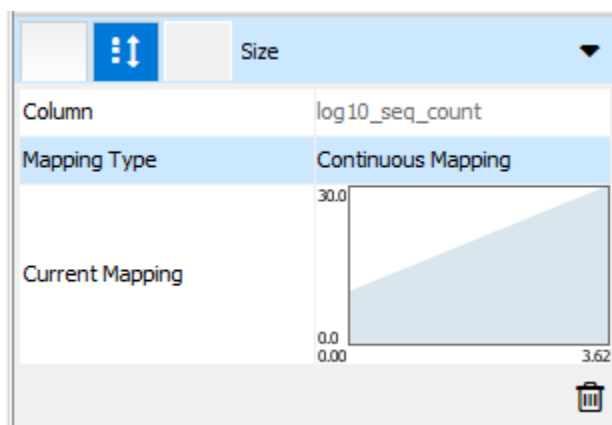 Size
Column log10_seq_count
Mapping Type Continuous Mapping
30.0
Current Mapping
0.0
0.00 3.62